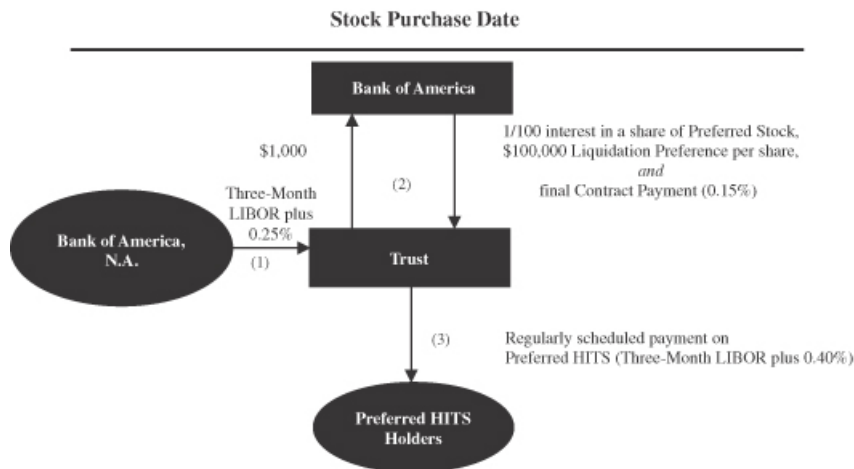 Stock Purchase Date
Bank of America
1/100 interest in a share of Preferred Stock,
$100,000 Liquidation Preference per share,
and
final Contract Payment (0.15%)
$1,000
(2)
Three-Month
LIBOR plus
0.25%
Bank of America,
N.A.
(1)
Trust
(3)
Regularly scheduled payment on
Preferred HITS (Three-Month LIBOR plus 0.40%)
Preferred HITS
Holders